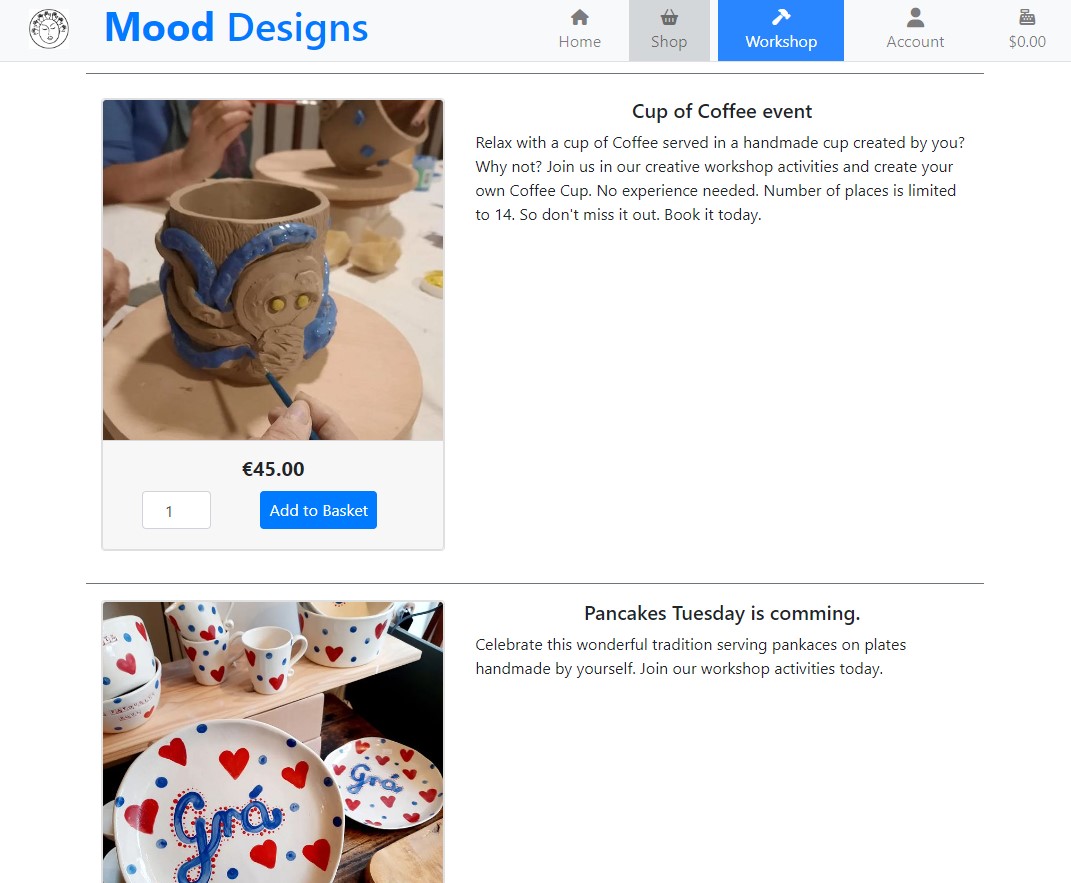 Mood Designs
Home
Shop
Workshop
Account
$0.00
Cup of Coffee event
Relax with a cup of Coffee served in a handmade cup created by you?
Why not? Join us in our creative workshop activities and create your
own Coffee Cup. No experience needed. Number of places is limited
to 14. So don't miss it out. Book it today.
€45.00
1
Add to Basket
Pancakes Tuesday is comming.
Celebrate this wonderful tradition serving pankaces on plates
handmade by yourself. Join our workshop activities today.
Grá
Grá